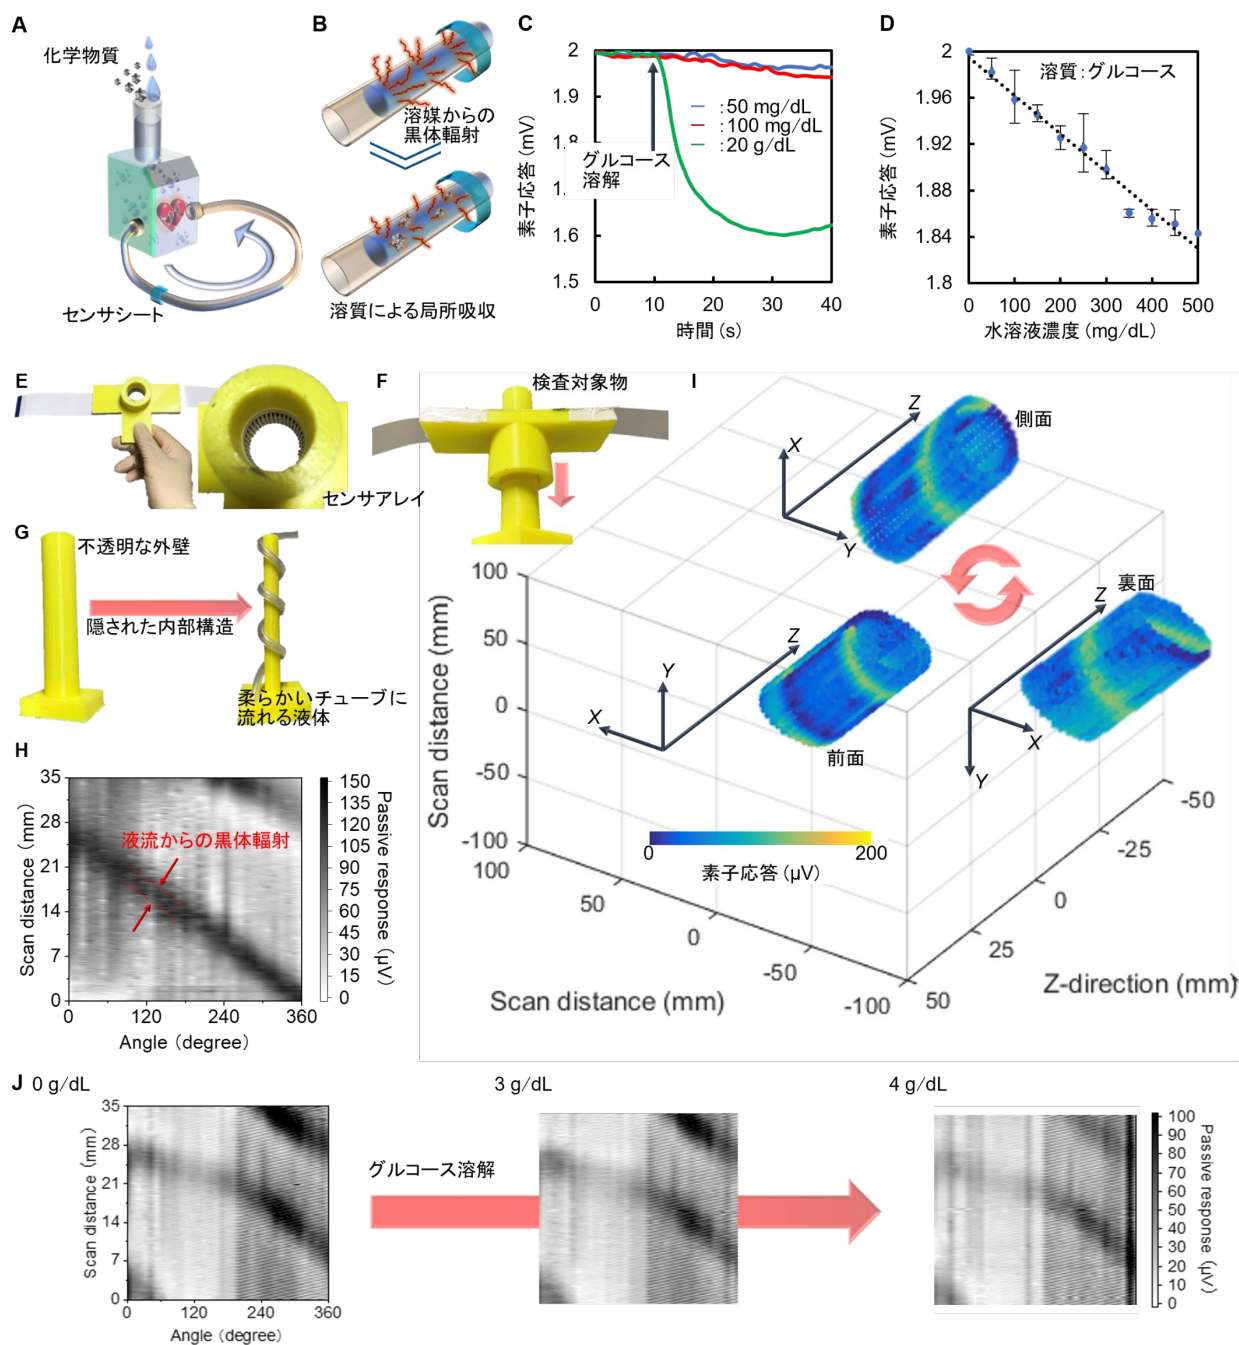 A
化学物質
センサシート
B
溶媒からの
黒体輻射
溶質による局所吸収
C
素子応答 (mV)
2
1.9
1.8
1.7
1.6
1.5
: 50 mg/dL
: 100 mg/dL
: 20 g/dL
グルコース
溶解
0
10
20
30
40
時間 (s)
D
素子応答 (mV)
2
1.96
1.92
1.88
1.84
1.8
溶質：グルコース
0
100
200
300
400
500
水溶液濃度 (mg/dL)
E
センサアレイ
F
検査対象物
G
不透明な外壁
隠された内部構造
柔らかいチューブに
流れる液体
H
Scan distance (mm)
35
28
21
14
7
0
液流からの黒体輻射
0
120
240
360
Angle (degree)
150
135
120
105
90
75
60
45
30
15
0
Passive response (μV)
I
Z
X
Y
側面
Z
Y
X
前面
Z
X
Y
裏面
Scan distance (mm)
100
50
0
-50
-100
100
50
0
-50
-100
Scan distance (mm)
50
25
0
-25
-50
Z-direction (mm)
0
200
素子応答 (μV)
J
0 g/dL
Scan distance (mm)
35
28
21
14
7
0
0
120
240
360
Angle (degree)
グルコース溶解
3 g/dL
4 g/dL
100
90
80
70
60
50
40
30
20
10
0
Passive response (μV)